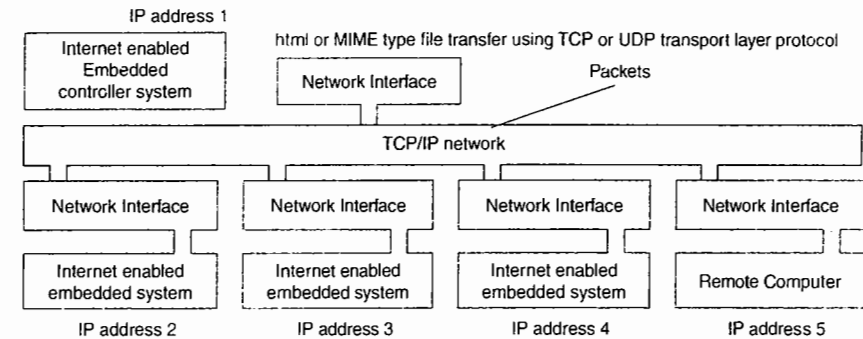 IP address 1
Internet enabled
Embedded
controller system
html or MIME type file transfer using TCP or UDP transport layer protocol
Network Interface
Packets
TCP/IP network
Network Interface
Network Interface
Network Interface
Network Interface
Internet enabled
embedded system
Internet enabled
embedded system
Internet enabled
embedded system
Remote Computer
IP address 2
IP address 3
IP address 4
IP address 5